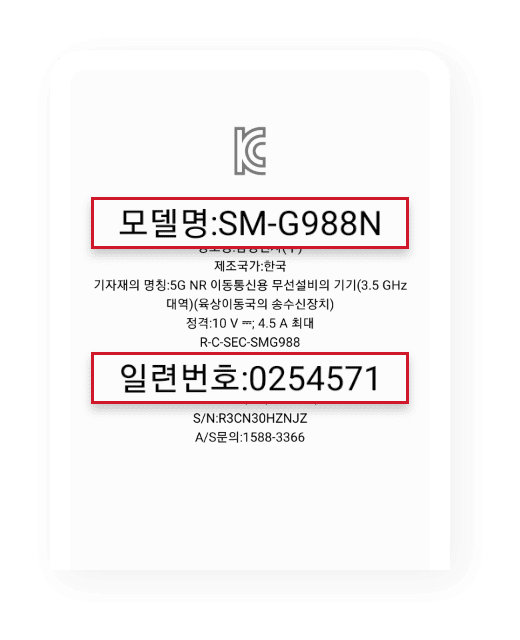 KC
모델명:SM-G988N
제조국가:한국
기자재의 명칭:5G NR 이동통신용 무선설비의 기기(3.5 GHz
대역)(육상이동국의 송수신장치)
정격:10 V ⎓; 4.5 A 최대
R-C-SEC-SMG988
일련번호:0254571
S/N:R3CN30HZNJZ
A/S문의:1588-3366